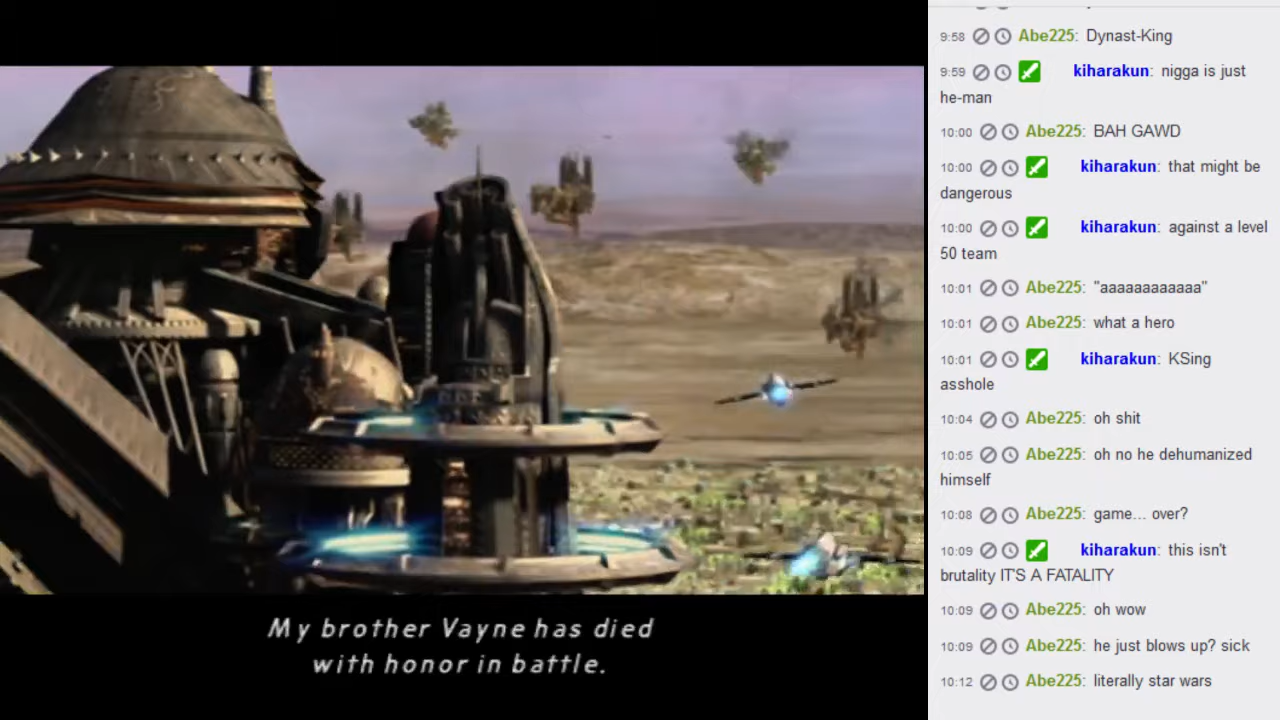 My brother Vayne has died
with honor in battle.
9:58 Abe225: Dynast-King
9:59 kiharakun: nigga is just
he-man
10:00 Abe225: BAH GAWD
10:00 kiharakun: that might be
dangerous
10:00 kiharakun: against a level
50 team
10:01 Abe225: "aaaaaaaaaaaa"
10:01 Abe225: what a hero
10:01 kiharakun: KSing
asshole
10:04 Abe225: oh shit
10:05 Abe225: oh no he dehumanized
himself
10:08 Abe225: game... over?
10:09 kiharakun: this isn't
brutality IT'S A FATALITY
10:09 Abe225: oh wow
10:09 Abe225: he just blows up? sick
10:12 Abe225: literally star wars